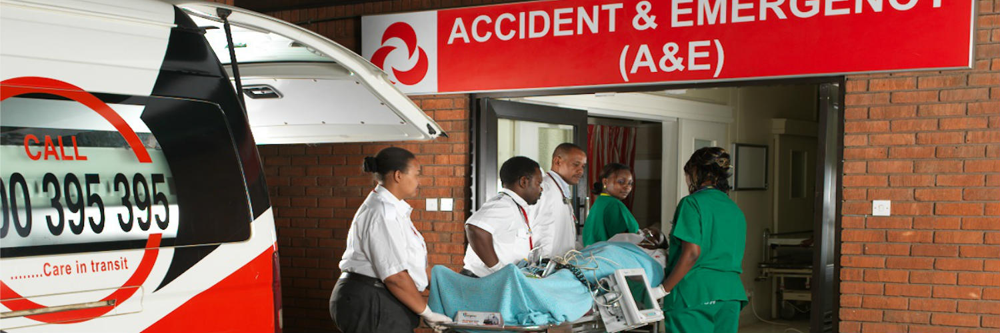 ACCIDENT & EMERGENCY
(A&E)
CALL
00 395 395
........Care in transit